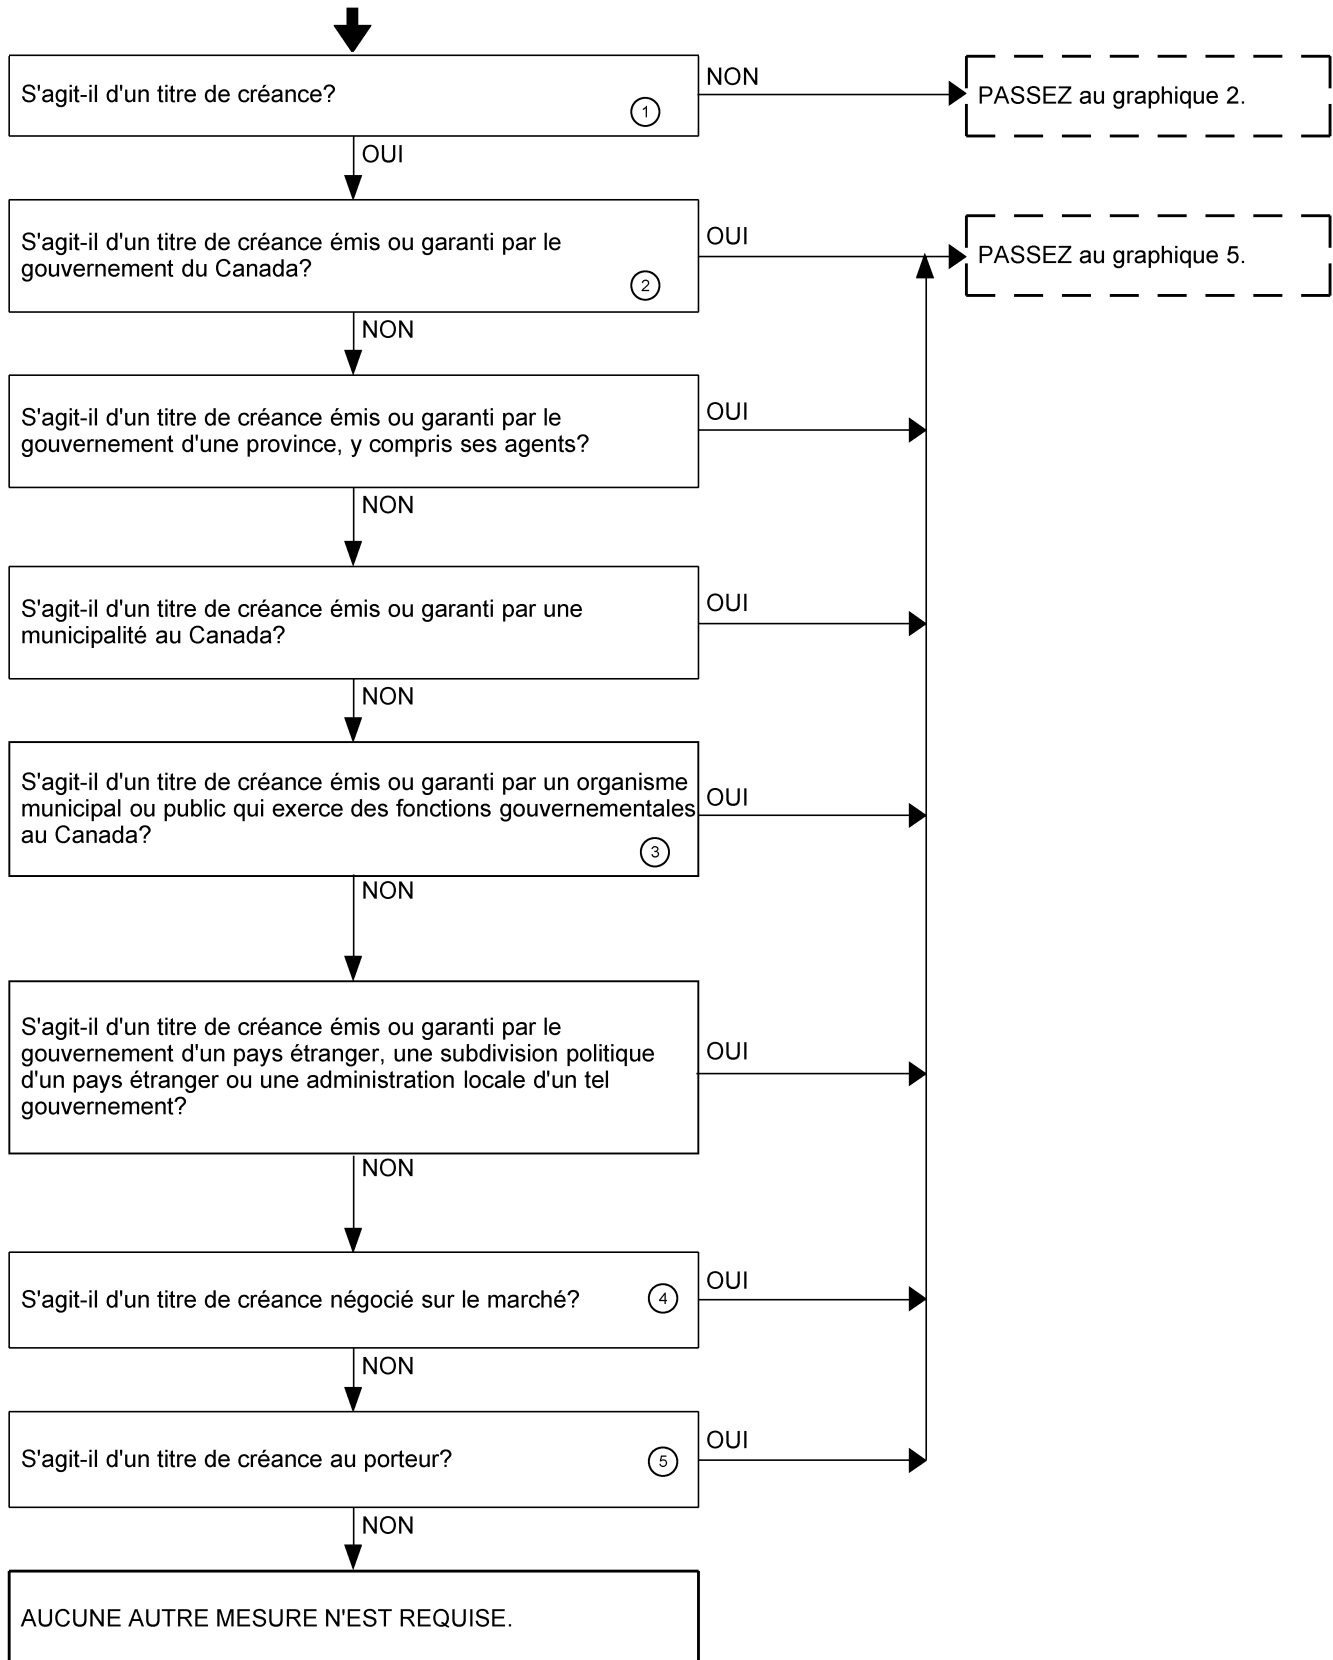 S'agit-il d'un titre de créance?
1
NON
PASSEZ au graphique 2.
OUI
S'agit-il d'un titre de créance émis ou garanti par le
gouvernement du Canada?
2
OUI
PASSEZ au graphique 5.
NON
S'agit-il d'un titre de créance émis ou garanti par le
gouvernement d'une province, y compris ses agents?
OUI
NON
S'agit-il d'un titre de créance émis ou garanti par une
municipalité au Canada?
OUI
NON
S'agit-il d'un titre de créance émis ou garanti par un organisme
municipal ou public qui exerce des fonctions gouvernementales
au Canada?
3
OUI
NON
S'agit-il d'un titre de créance émis ou garanti par le
gouvernement d'un pays étranger, une subdivision politique
d'un pays étranger ou une administration locale d'un tel
gouvernement?
OUI
NON
S'agit-il d'un titre de créance négocié sur le marché?
4
OUI
NON
S'agit-il d'un titre de créance au porteur?
5
OUI
NON
AUCUNE AUTRE MESURE N'EST REQUISE.